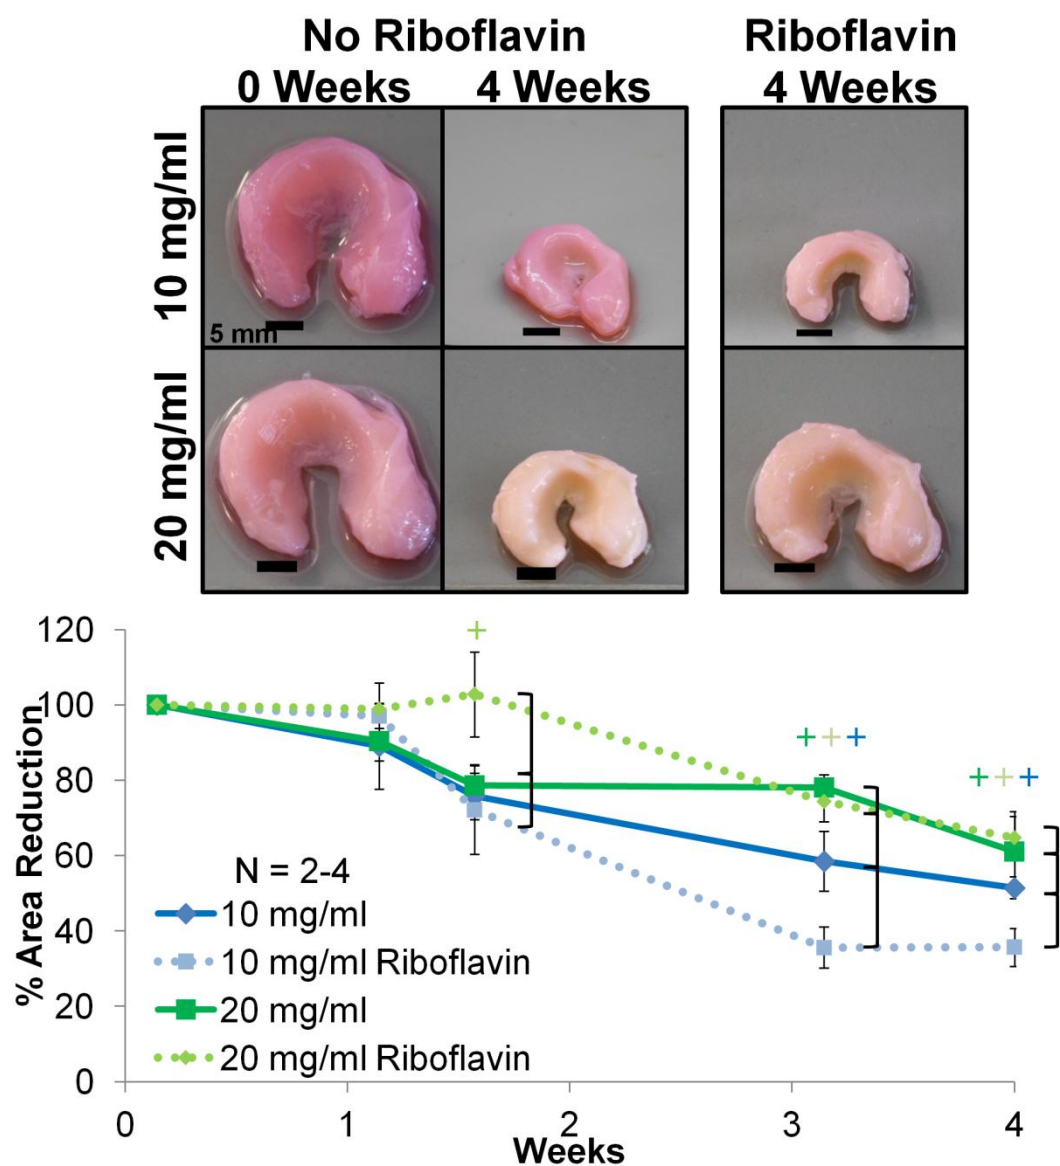 No Riboflavin Riboflavin
0 Weeks 4 Weeks 4 Weeks
10 mg/ml
5 mm
20 mg/ml
120
100
80
60
40
20
0
% Area Reduction
+
+ + +
+ + +
N = 2-4
10 mg/ml
10 mg/ml Riboflavin
20 mg/ml
20 mg/ml Riboflavin
0 1 2 3 4
Weeks